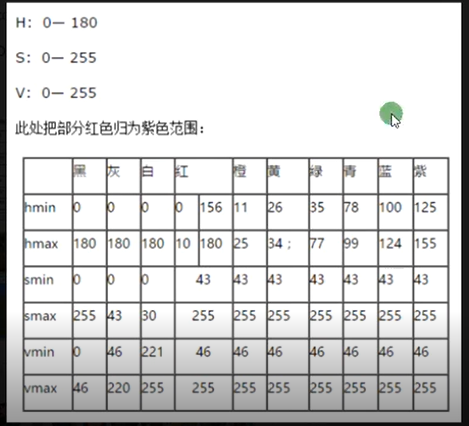 H：0— 180
S：0— 255
V：0— 255
此处把部分红色归为紫色范围：
黑 灰 白 红 橙 黄 绿 青 蓝 紫
hmin 0 0 0 0 156 11 26 35 78 100 125
hmax 180 180 180 10 180 25 34； 77 99 124 155
smin 0 0 0 43 43 43 43 43 43 43
smax 255 43 30 255 255 255 255 255 255 255
vmin 0 46 221 46 46 46 46 46 46 46
vmax 46 220 255 255 255 255 255 255 255 255